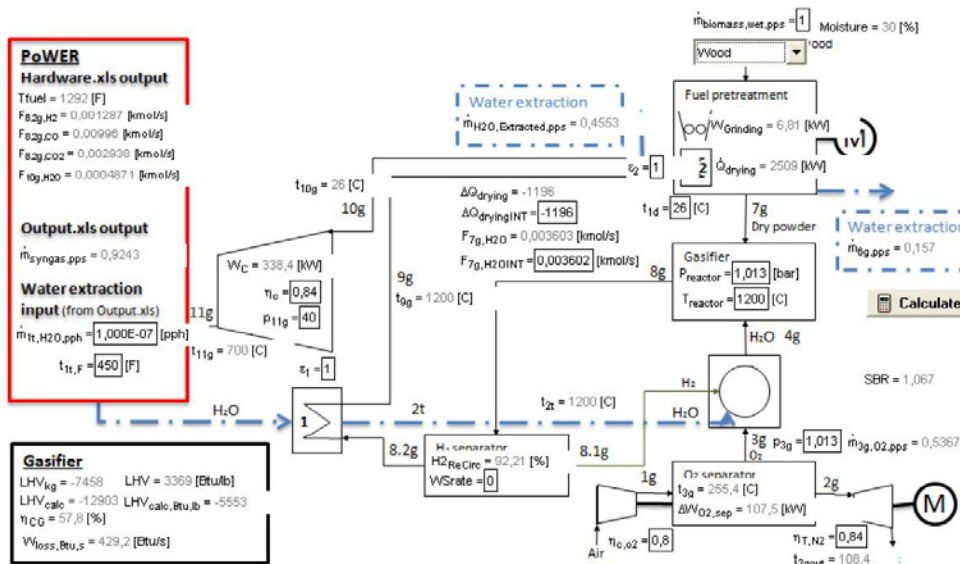 PoWER
Hardware.xls output
Tfuel = 1292 [F]
F8.2g,H2 = 0,001287 [kmol/s]
F8.2g,CO = 0,00996 [kmol/s]
F8.2g,CO2 = 0,002938 [kmol/s]
F10g,H2O = 0,0004871 [kmol/s]
Output.xls output
ṁsyngas,pps = 0,9243
Water extraction
input (from Output.xls)
ṁ1t,H2O,pph = 1,000E-07 [pph]
t1t,F = 450 [F]
Gasifier
LHVkg = -7458 LHV = 3369 [Btu/lb]
LHVcalc = -12903 LHVcalc,Btu,lb = -5553
ηCG = 57,8 [%]
Wloss,Btu,s = 429,2 [Btu/s]
ṁbiomass,wet,pps = 1 Moisture = 30 [%]
Wood
ood
Water extraction
ṁH2O,Extracted,pps = 0,4553
Fuel pretreatment
WGrinding = 6,81 [kW]
M
ε2 = 1
2
Q̇drying = 2509 [kW]
t1d = 26 [C]
7g
Dry powder
Water extraction
ṁ6g,pps = 0,157
t10g = 26 [C]
10g
ΔQdrying = -1196
ΔQdryingINT = -1196
F7g,H2O = 0,003603 [kmol/s]
F7g,H2OINT = 0,003602 [kmol/s]
WC = 338,4 [kW]
ηc = 0,84
p11g = 40
11g
t11g = 700 [C]
ε1 = 1
9g
t9g = 1200 [C]
8g
Gasifier
Preactor = 1,013 [bar]
Treactor = 1200 [C]
Calculate
H2O 4g
SBR = 1,067
H2O
1
2t
t2t = 1200 [C]
H2O
H2
8.2g
H2 separator
H2ReCirc = 92,21 [%]
WSrate = 0
8.1g
3g
O2
p3g = 1,013
ṁ3g,O2,pps = 0,5367
1g
O2 separator
t3g = 255,4 [C]
ΔWO2,sep = 107,5 [kW]
2g
M
Air
ηc,o2 = 0,8
ηT,N2 = 0,84
t2gout = 108,4